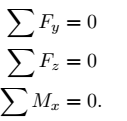 ∑ F_y = 0
∑ F_z = 0
∑ M_x = 0.